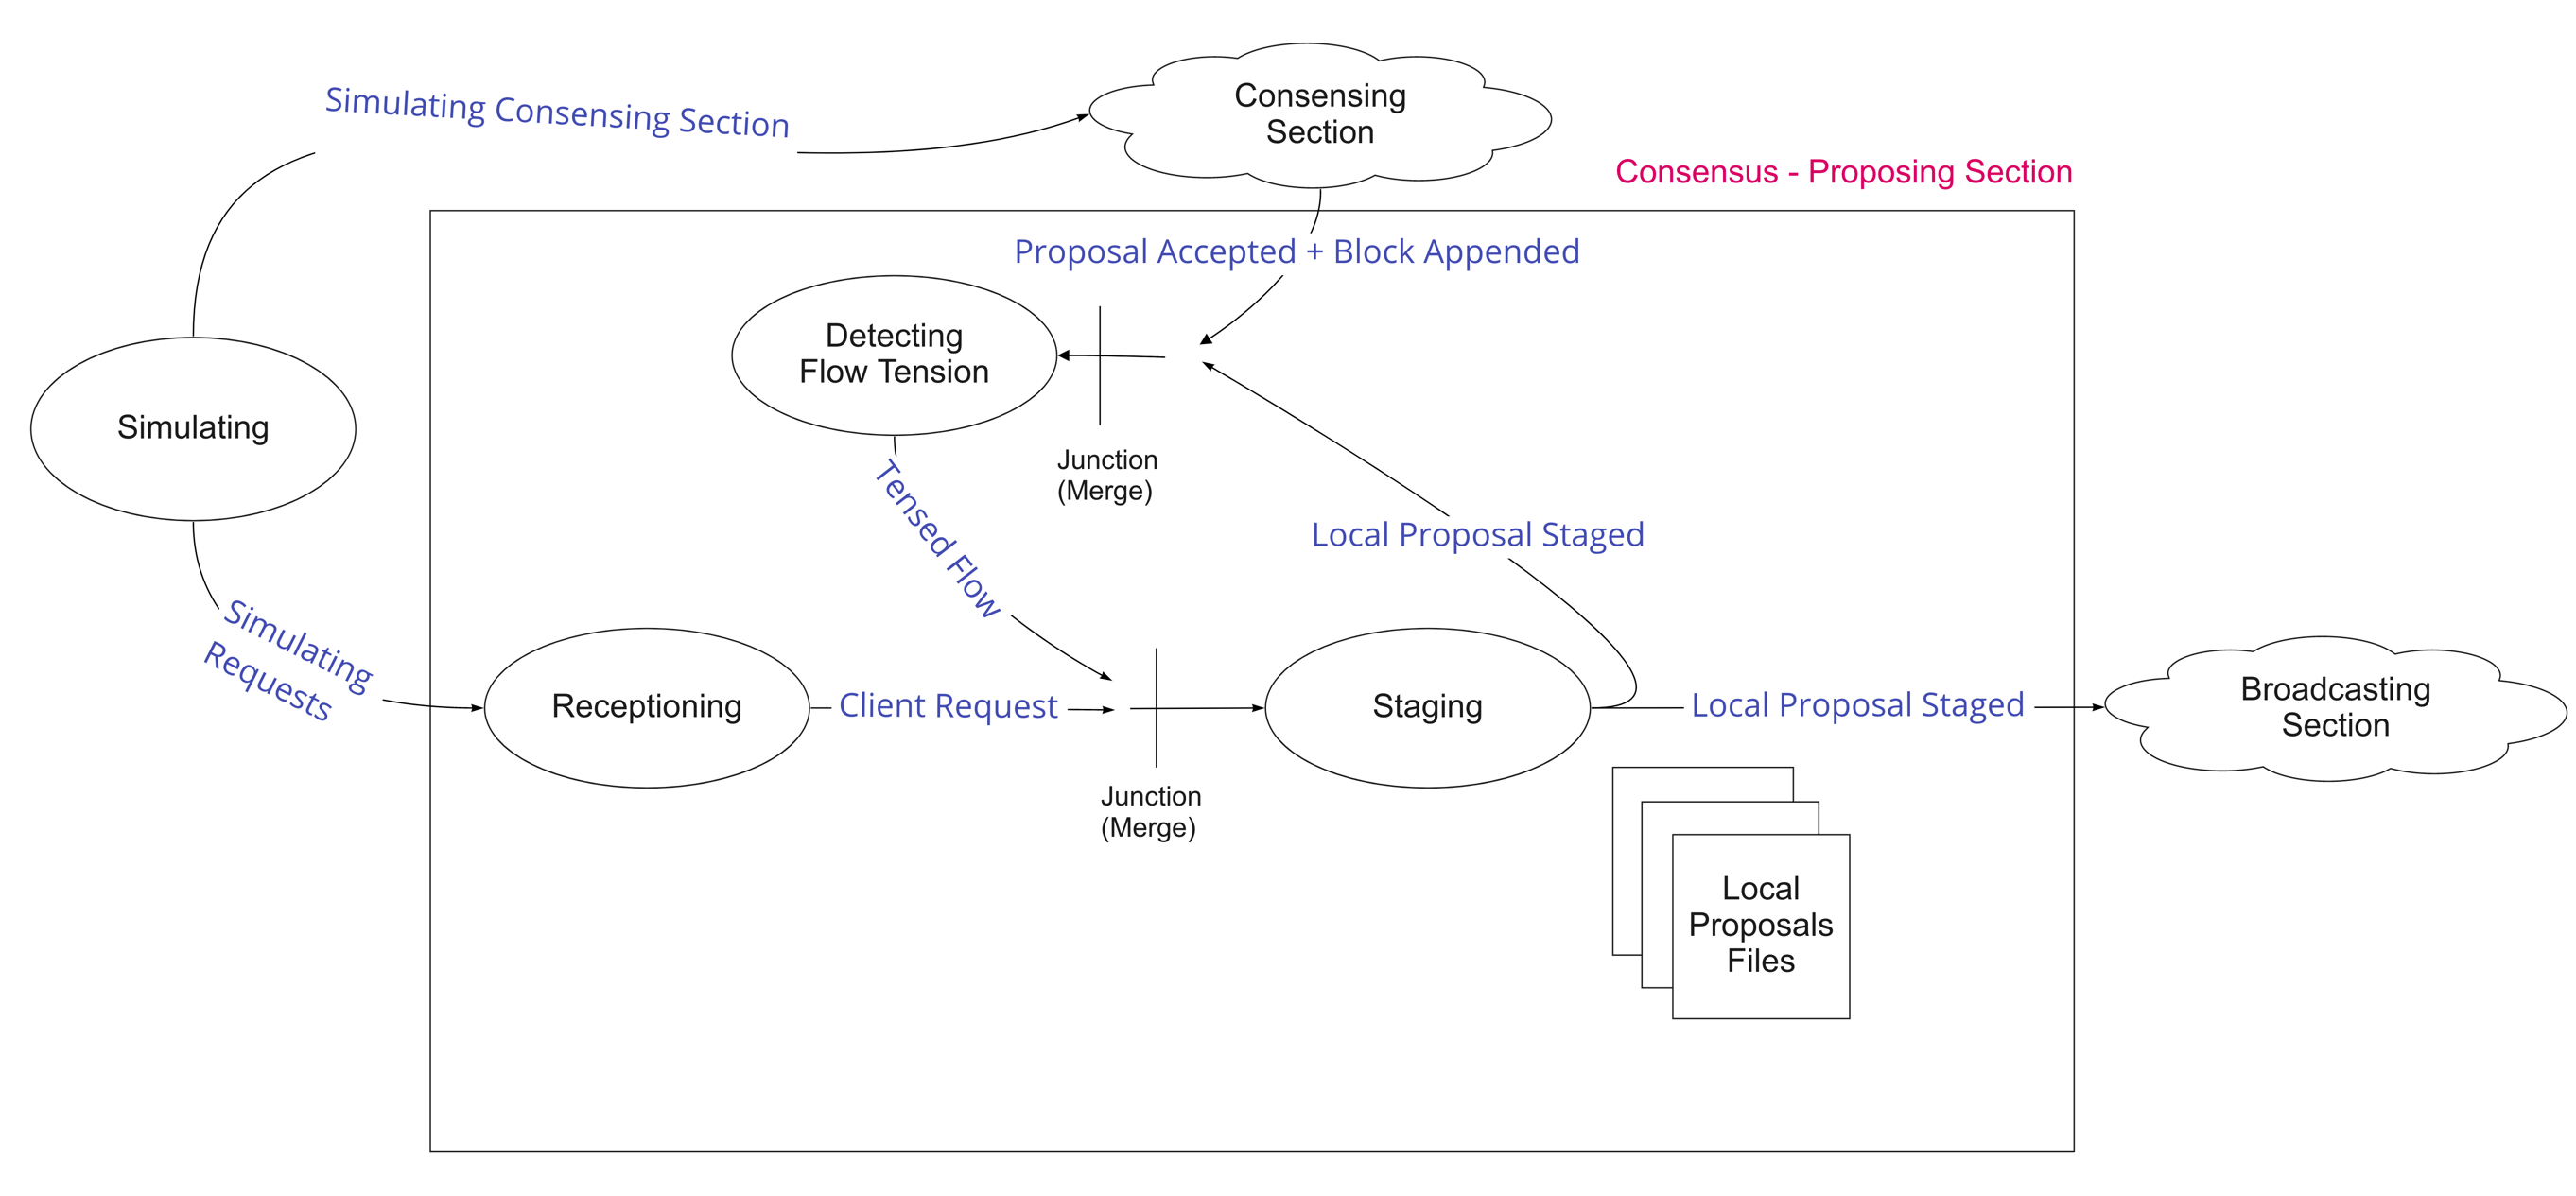 Simulating Consensing Section
Consensing
Section
Consensus - Proposing Section
Proposal Accepted + Block Appended
Detecting
Flow Tension
Simulating
Junction
(Merge)
Tensed Flow
Local Proposal Staged
Simulating
Requests
Receptioning
Client Request
Staging
Local Proposal Staged
Broadcasting
Section
Junction
(Merge)
Local
Proposals
Files